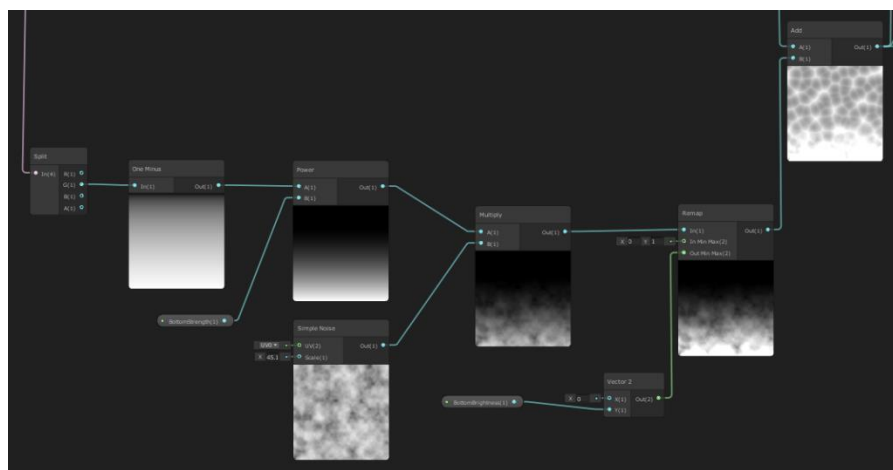 Add
A(1) Out(1)
B(1)
Split
In(4) R(1)
G(1)
B(1)
A(1)
One Minus
In(1) Out(1)
Power
A(1) Out(1)
B(1)
BottomStrength(1)
Simple Noise
UV0 UV(2) Out(1)
X 45.1 Scale(1)
Multiply
A(1) Out(1)
B(1)
Remap
In(1) Out(1)
X 0 Y 1 In Min Max(2)
Out Min Max(2)
Vector 2
X 0 X(1) Out(2)
Y(1)
BottomBrightness(1)